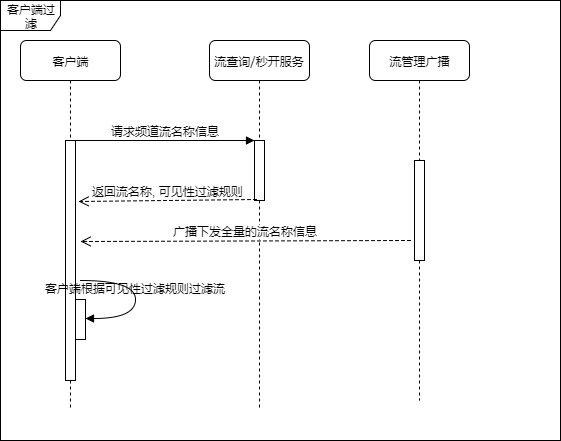 客户端过
滤
客户端
流查询/秒开服务
流管理广播
请求频道流名称信息
返回流名称, 可见性过滤规则
广播下发全量的流名称信息
客户端根据可见性过滤规则过滤流